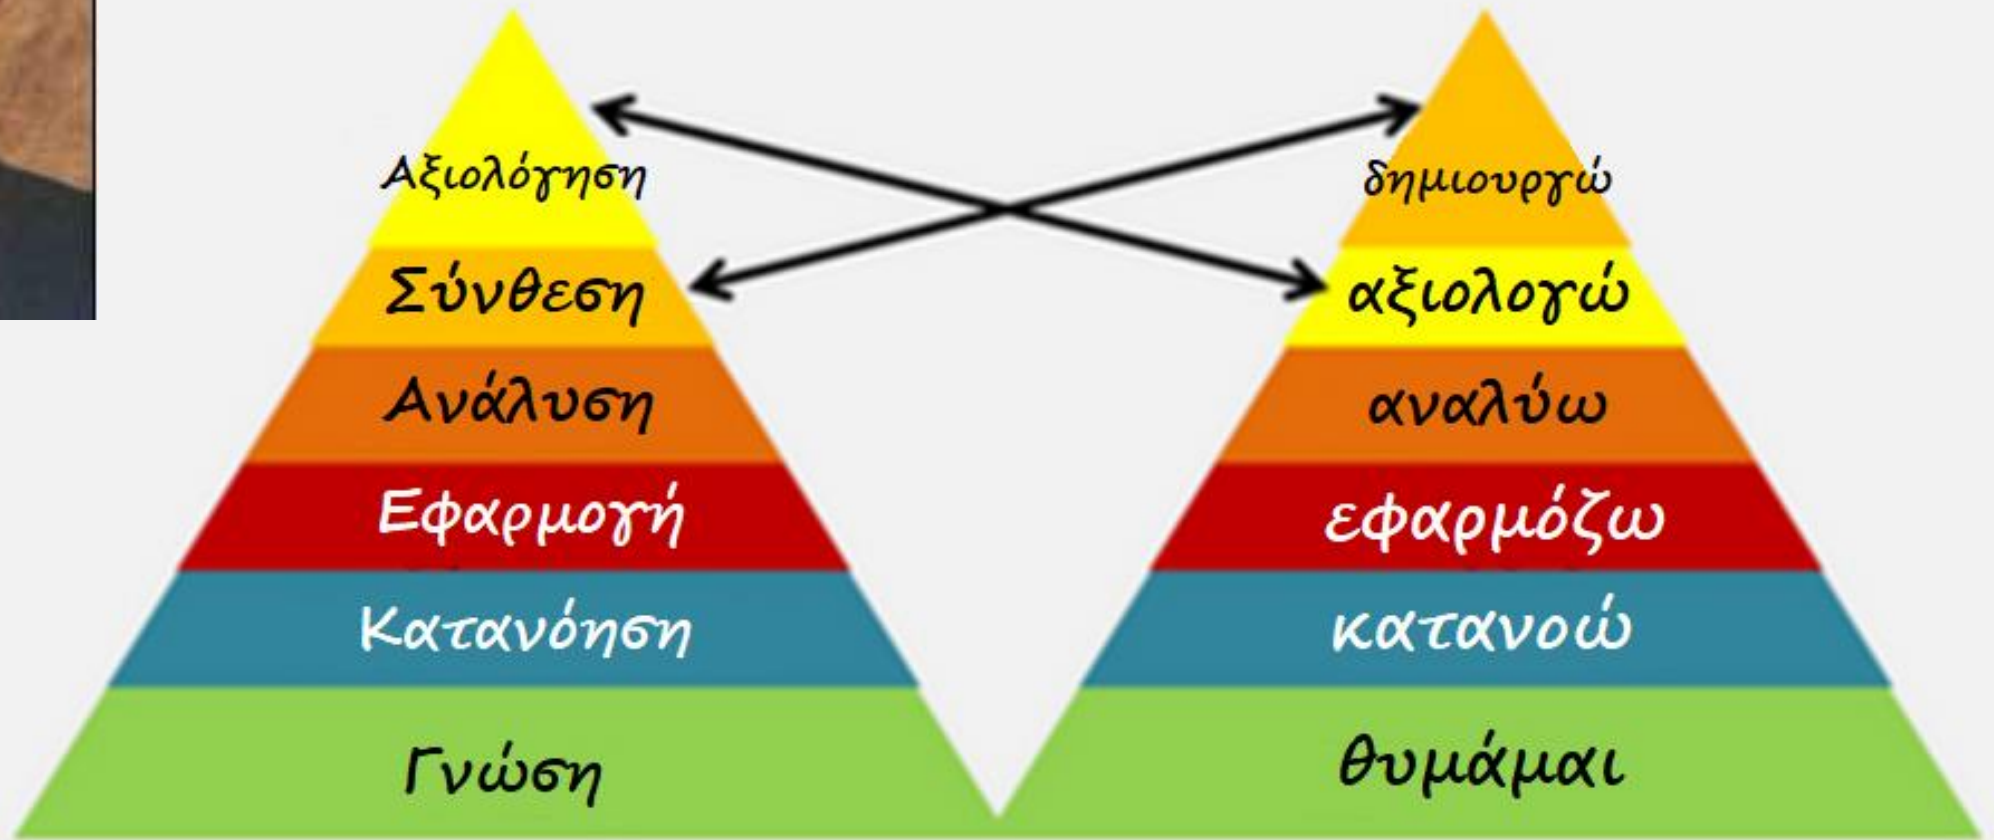 Αξιολόγηση
Σύνθεση
Ανάλυση
Εφαρμογή
Κατανόηση
Γνώση
δημιουργώ
αξιολογώ
αναλύω
εφαρμόζω
κατανοώ
θυμάμαι